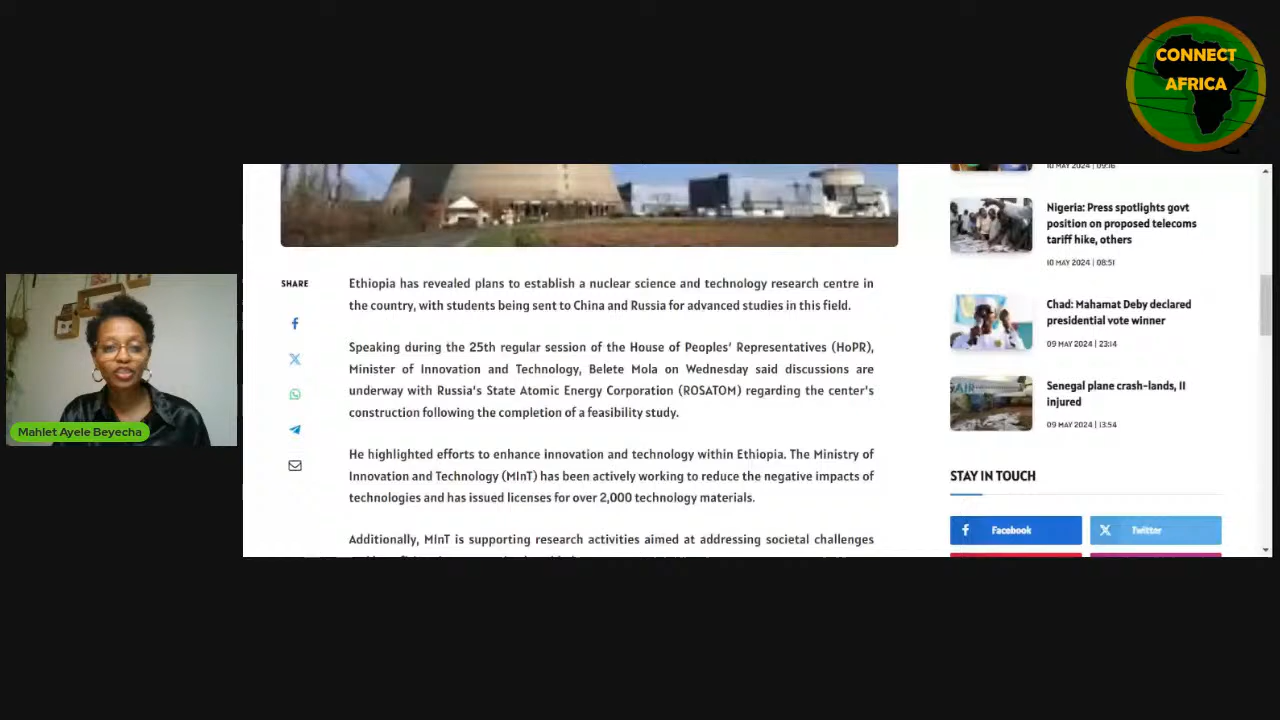 CONNECT
AFRICA
10 MAY 2024 | 09:16
Nigeria: Press spotlights govt
position on proposed telecoms
tariff hike, others
10 MAY 2024 | 08:51
Chad: Mahamat Deby declared
presidential vote winner
09 MAY 2024 | 23:14
Senegal plane crash-lands, 11
injured
09 MAY 2024 | 13:54
STAY IN TOUCH
Facebook
Twitter
SHARE
Ethiopia has revealed plans to establish a nuclear science and technology research centre in
the country, with students being sent to China and Russia for advanced studies in this field.
Speaking during the 25th regular session of the House of Peoples' Representatives (HoPR),
Minister of Innovation and Technology, Belete Mola on Wednesday said discussions are
underway with Russia's State Atomic Energy Corporation (ROSATOM) regarding the center's
construction following the completion of a feasibility study.
He highlighted efforts to enhance innovation and technology within Ethiopia. The Ministry of
Innovation and Technology (MInT) has been actively working to reduce the negative impacts of
technologies and has issued licenses for over 2,000 technology materials.
Additionally, MInT is supporting research activities aimed at addressing societal challenges
Mahlet Ayele Beyecha